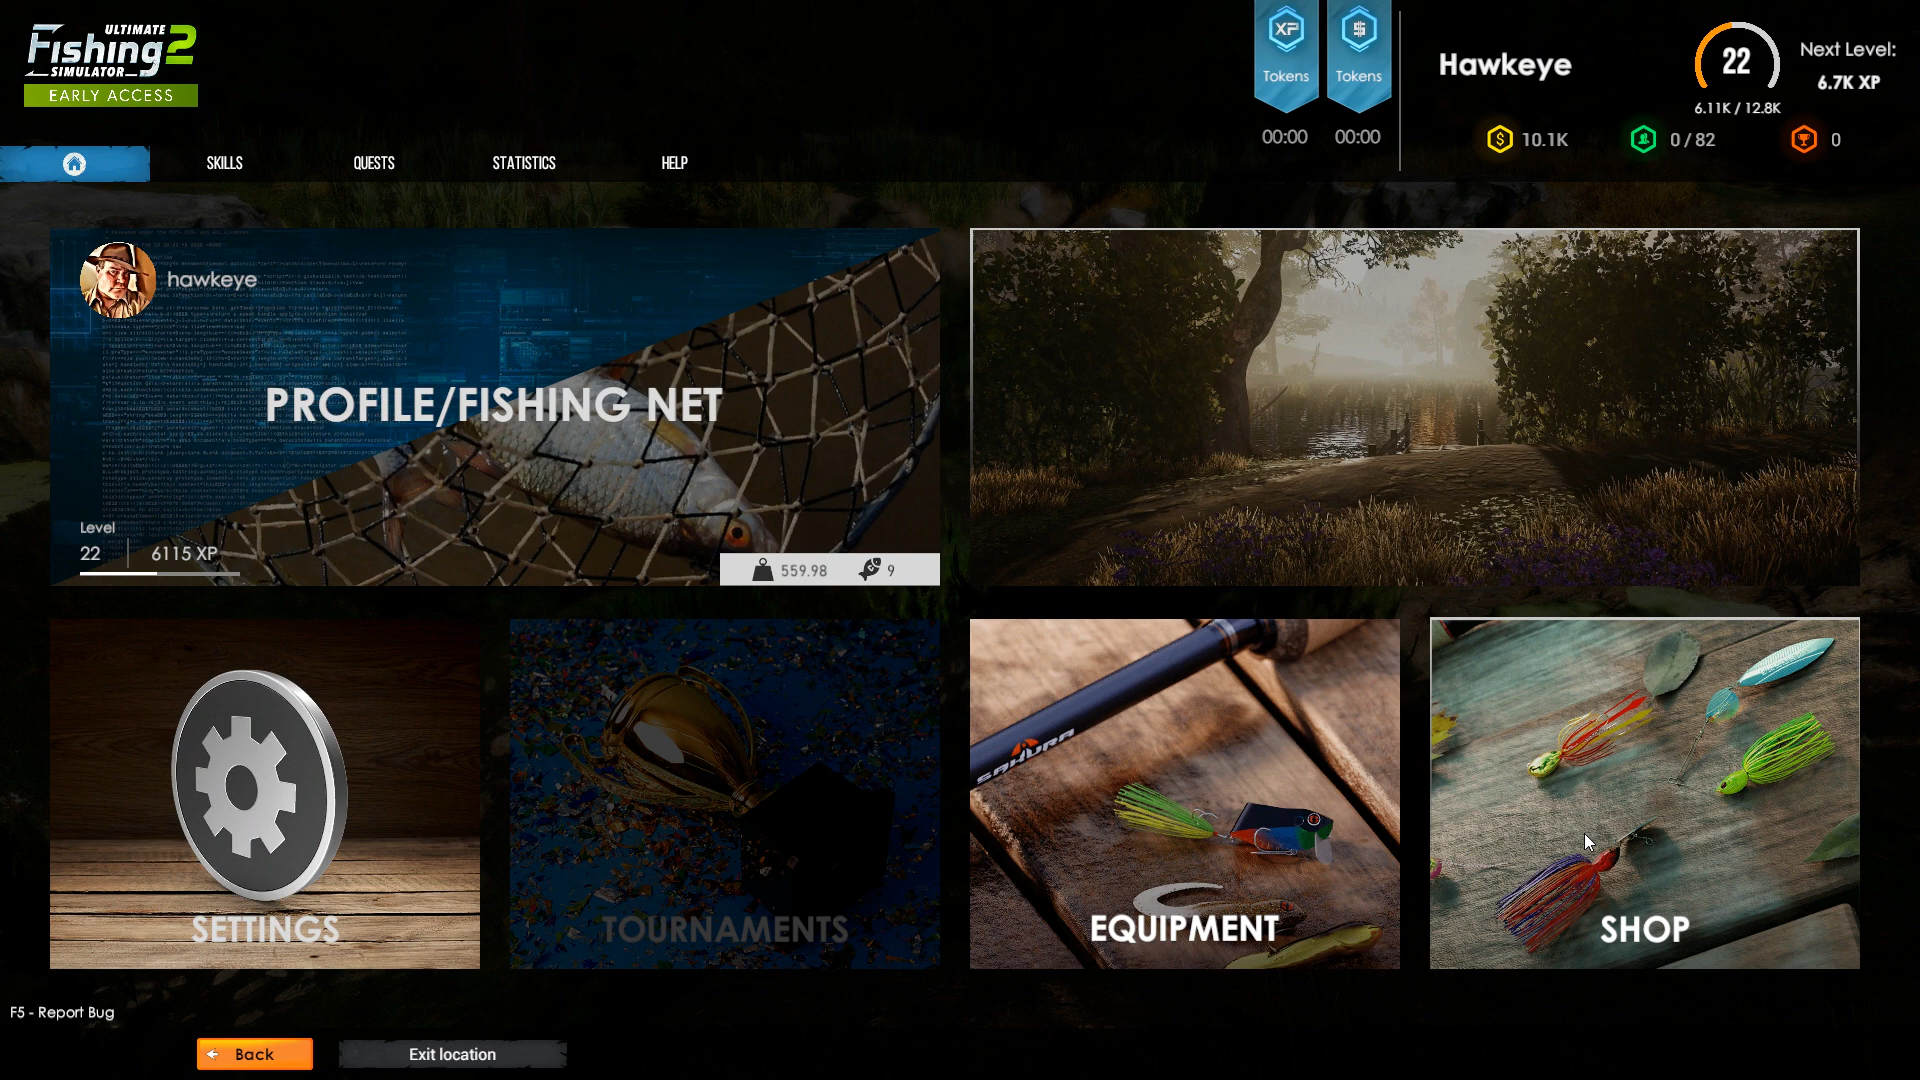 ULTIMATE
Fishing 2
SIMULATOR
EARLY ACCESS
XP
Tokens
00:00
$
Tokens
00:00
Hawkeye
22
6.11K / 12.8K
Next Level:
6.7K XP
10.1K
0 / 82
0
SKILLS
QUESTS
STATISTICS
HELP
hawkeye
PROFILE/FISHING NET
Level
22
6115 XP
559.98
9
SETTINGS
TOURNAMENTS
SAKURA
EQUIPMENT
SHOP
F5 - Report Bug
Back
Exit location